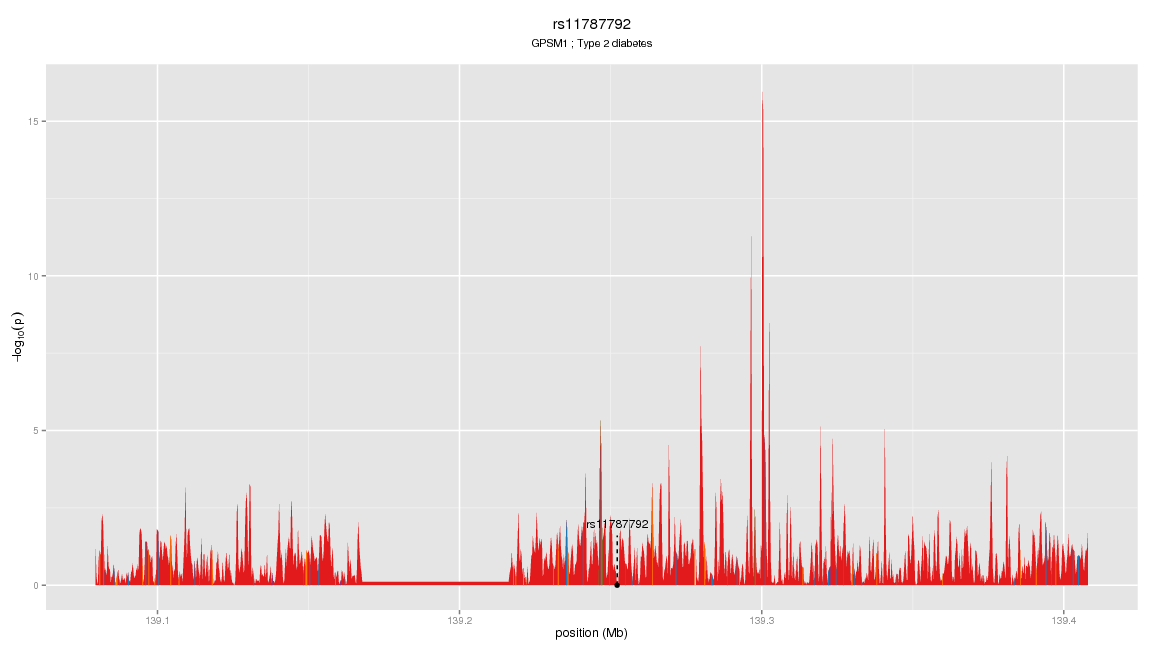 rs11787792
GPSM1 ; Type 2 diabetes
−log10(p)
15
10
5
0
rs11787792
139.1
139.2
139.3
139.4
position (Mb)